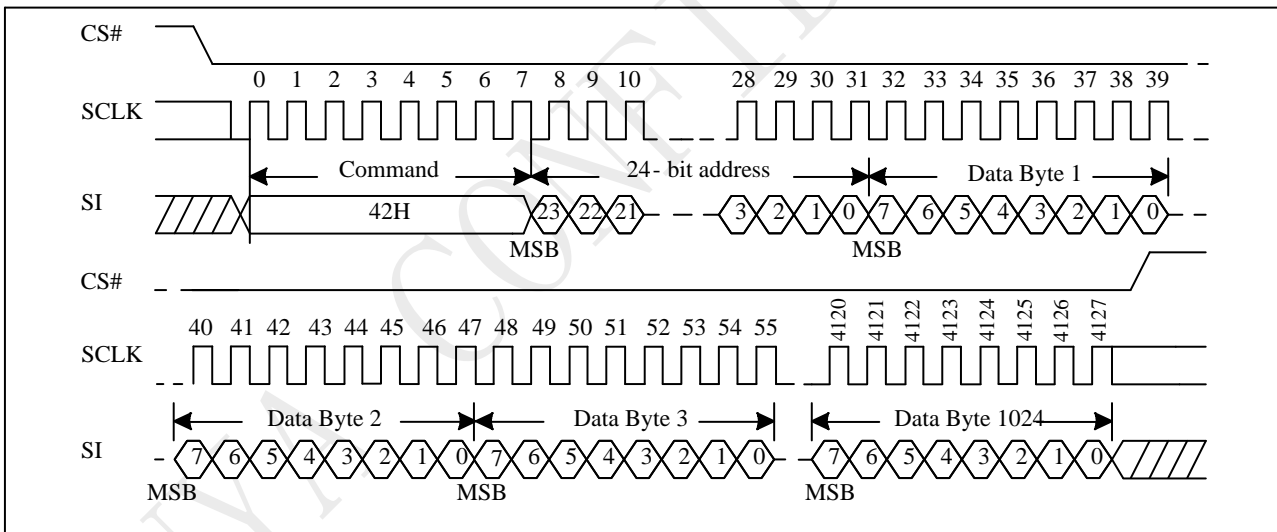 CS#
0 1 2 3 4 5 6 7 8 9 10 28 29 30 31 32 33 34 35 36 37 38 39
SCLK
Command 24- bit address Data Byte 1
SI 42H 23 22 21 3 2 1 0 7 6 5 4 3 2 1 0
MSB MSB
CS#
40 41 42 43 44 45 46 47 48 49 50 51 52 53 54 55 4120 4121 4122 4123 4124 4125 4126 4127
SCLK
Data Byte 2 Data Byte 3 Data Byte 1024
SI 7 6 5 4 3 2 1 0 7 6 5 4 3 2 1 0 7 6 5 4 3 2 1 0
MSB MSB MSB